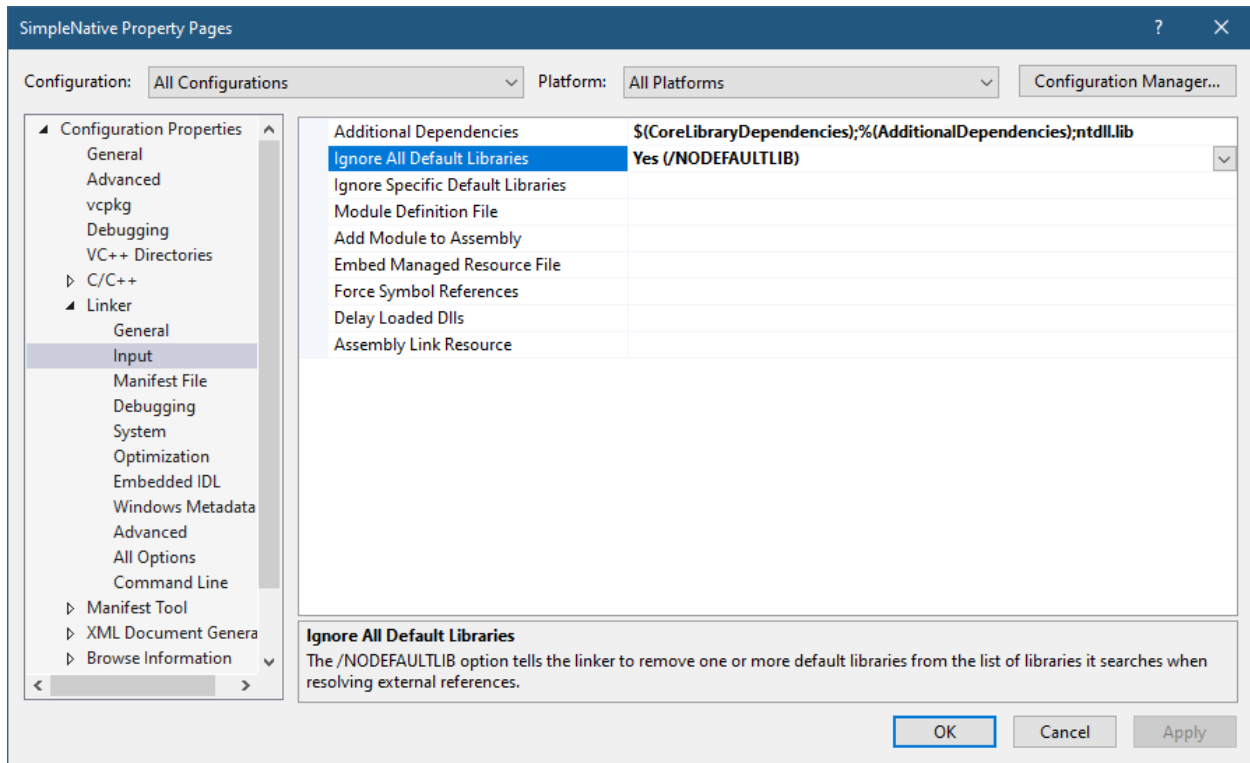 SimpleNative Property Pages
? ×
Configuration: All Configurations Platform: All Platforms Configuration Manager...
Configuration Properties
General
Advanced
vcpkg
Debugging
VC++ Directories
C/C++
Linker
General
Input
Manifest File
Debugging
System
Optimization
Embedded IDL
Windows Metadata
Advanced
All Options
Command Line
Manifest Tool
XML Document Genera
Browse Information
Additional Dependencies $(CoreLibraryDependencies);%(AdditionalDependencies);ntdll.lib
Ignore All Default Libraries Yes (/NODEFAULTLIB)
Ignore Specific Default Libraries
Module Definition File
Add Module to Assembly
Embed Managed Resource File
Force Symbol References
Delay Loaded Dlls
Assembly Link Resource
Ignore All Default Libraries
The /NODEFAULTLIB option tells the linker to remove one or more default libraries from the list of libraries it searches when
resolving external references.
OK Cancel Apply